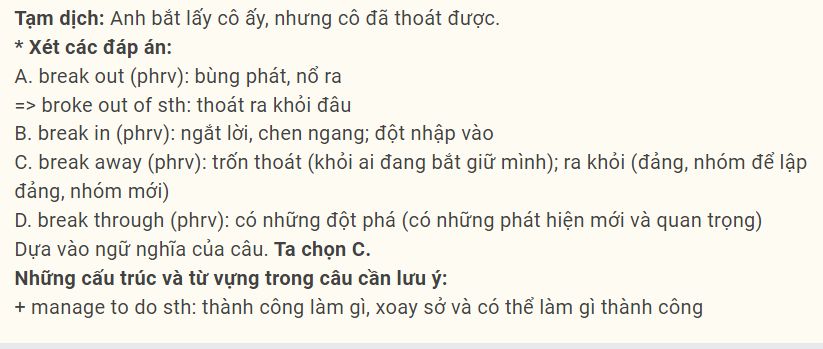 Tạm dịch: Anh bắt lấy cô ấy, nhưng cô đã thoát được.
* Xét các đáp án:
A. break out (phrv): bùng phát, nổ ra
=> broke out of sth: thoát ra khỏi đâu
B. break in (phrv): ngắt lời, chen ngang; đột nhập vào
C. break away (phrv): trốn thoát (khỏi ai đang bắt giữ mình); ra khỏi (đảng, nhóm để lập
đảng, nhóm mới)
D. break through (phrv): có những đột phá (có những phát hiện mới và quan trọng)
Dựa vào ngữ nghĩa của câu. Ta chọn C.
Những cấu trúc và từ vựng trong câu cần lưu ý:
+ manage to do sth: thành công làm gì, xoay sở và có thể làm gì thành công